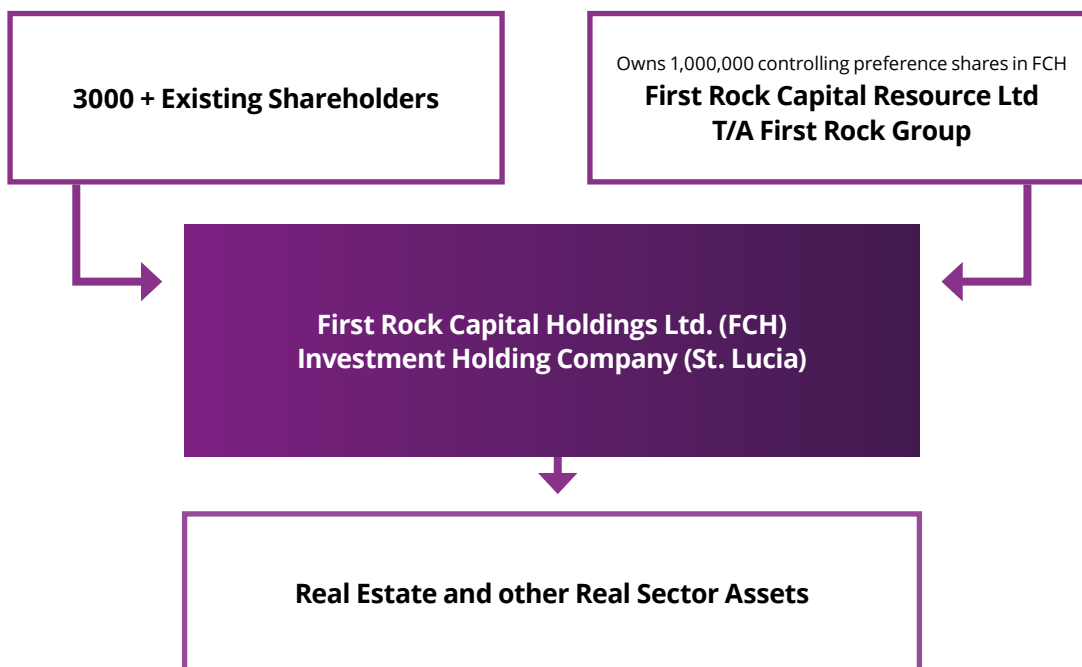 3000 + Existing Shareholders
Owns 1,000,000 controlling preference shares in FCH
First Rock Capital Resource Ltd
T/A First Rock Group
First Rock Capital Holdings Ltd. (FCH)
Investment Holding Company (St. Lucia)
Real Estate and other Real Sector Assets